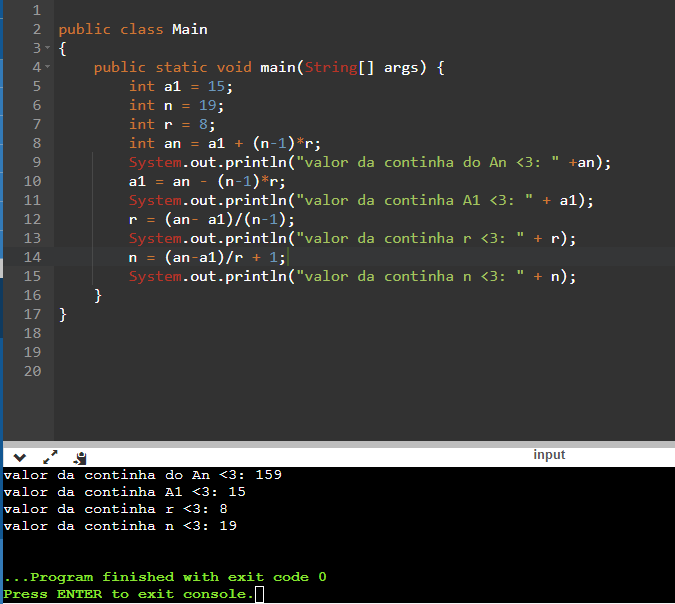 1
2 public class Main
3 {
4     public static void main(String[] args) {
5         int a1 = 15;
6         int n = 19;
7         int r = 8;
8         int an = a1 + (n-1)*r;
9         System.out.println("valor da continha do An <3: " +an);
10         a1 = an - (n-1)*r;
11         System.out.println("valor da continha A1 <3: " + a1);
12         r = (an- a1)/(n-1);
13         System.out.println("valor da continha r <3: " + r);
14         n = (an-a1)/r + 1;
15         System.out.println("valor da continha n <3: " + n);
16     }
17 }
18
19
20
input
valor da continha do An <3: 159
valor da continha A1 <3: 15
valor da continha r <3: 8
valor da continha n <3: 19
...Program finished with exit code 0
Press ENTER to exit console.